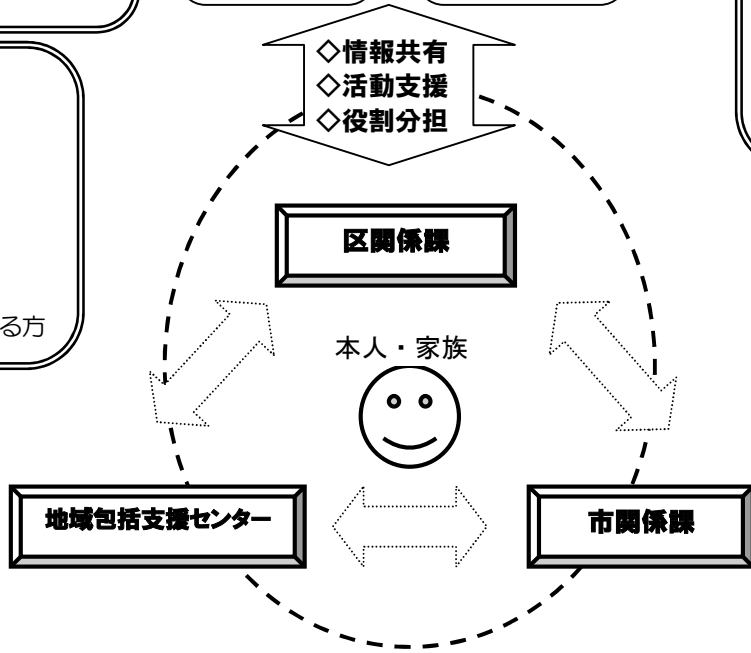 ◇情報共有
◇活動支援
◇役割分担
区関係課
る方
本人・家族
地域包括支援センター
市関係課